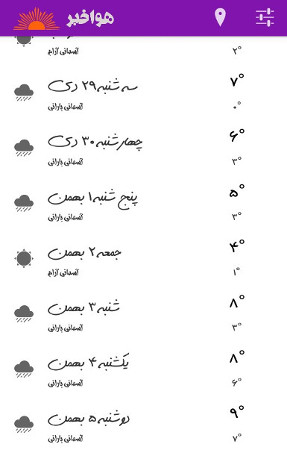 هواخبر
۲°
آسمانی آرام
سه شنبه ۲۹ دی ۷°
آسمانی بارانی ۰°
چهارشنبه ۳۰ دی ۶°
آسمانی بارانی ۳°
پنج شنبه ۱ بهمن ۵°
آسمانی بارانی ۳°
جمعه ۲ بهمن ۴°
آسمانی آرام ۱°
شنبه ۳ بهمن ۸°
آسمانی بارانی ۳°
یکشنبه ۴ بهمن ۸°
آسمانی بارانی ۶°
دوشنبه ۵ بهمن ۹°
آسمانی بارانی ۷°